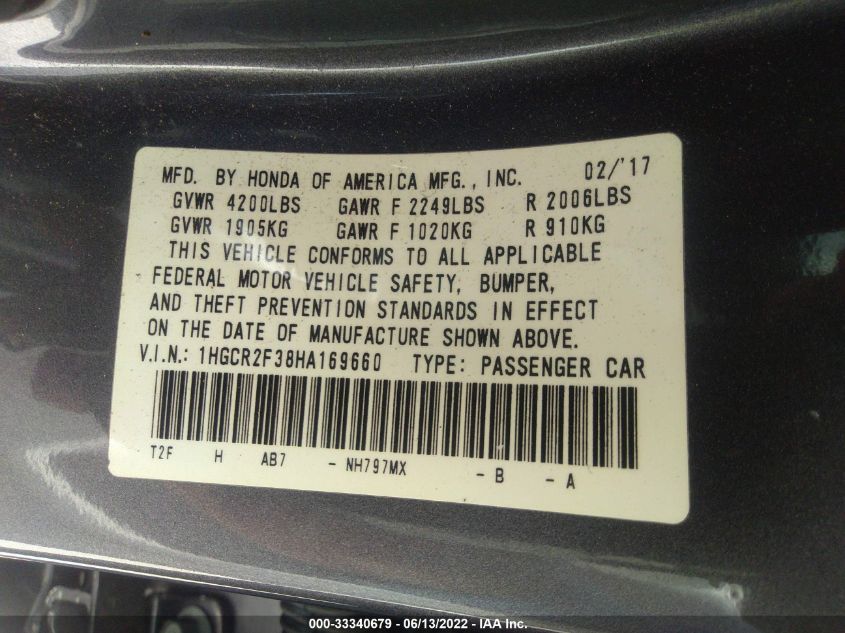 MFD. BY HONDA OF AMERICA MFG., INC. 02/'17
GVWR 4200LBS GAWR F 2249LBS R 2006LBS
GVWR 1905KG GAWR F 1020KG R 910KG
THIS VEHICLE CONFORMS TO ALL APPLICABLE
FEDERAL MOTOR VEHICLE SAFETY, BUMPER,
AND THEFT PREVENTION STANDARDS IN EFFECT
ON THE DATE OF MANUFACTURE SHOWN ABOVE.
V.I.N.: 1HGCR2F38HA169660 TYPE: PASSENGER CAR
T2F H AB7 - NH797MX - B - A
000-33340679 - 06/13/2022 - IAA Inc.